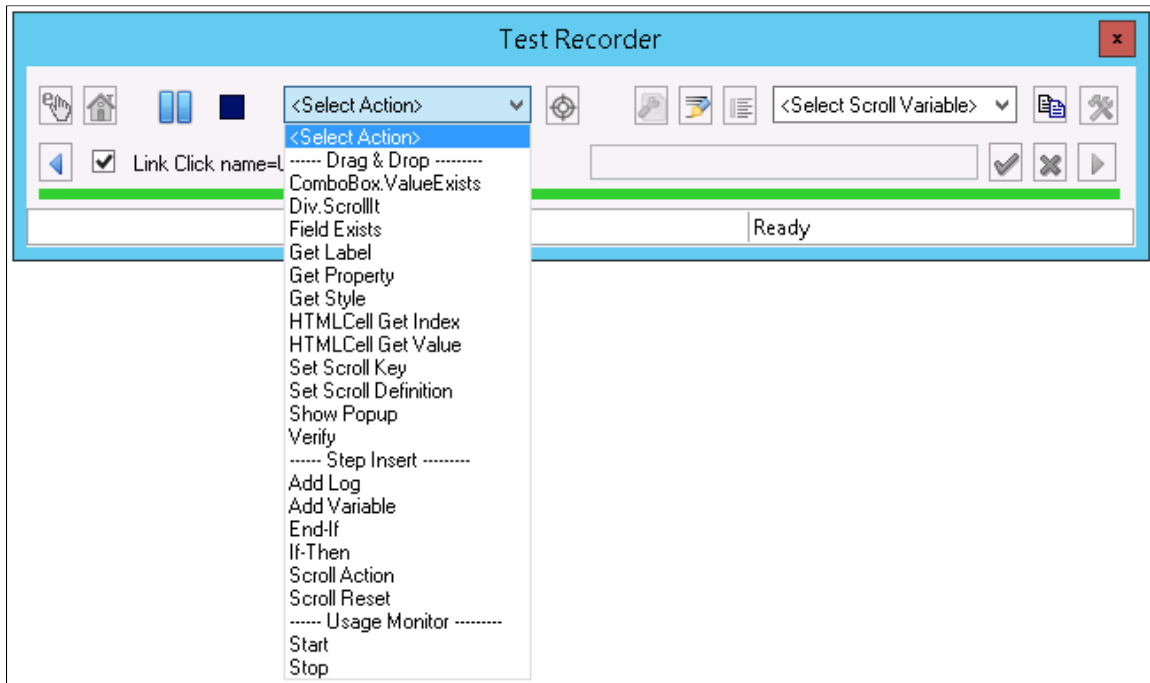 Test Recorder
x
<Select Action>
<Select Scroll Variable>
Link Click name=
Ready
<Select Action>
------ Drag & Drop ---------
ComboBox.ValueExists
Div.ScrollIt
Field Exists
Get Label
Get Property
Get Style
HTMLCell Get Index
HTMLCell Get Value
Set Scroll Key
Set Scroll Definition
Show Popup
Verify
------ Step Insert ---------
Add Log
Add Variable
End-If
If-Then
Scroll Action
Scroll Reset
------ Usage Monitor ---------
Start
Stop